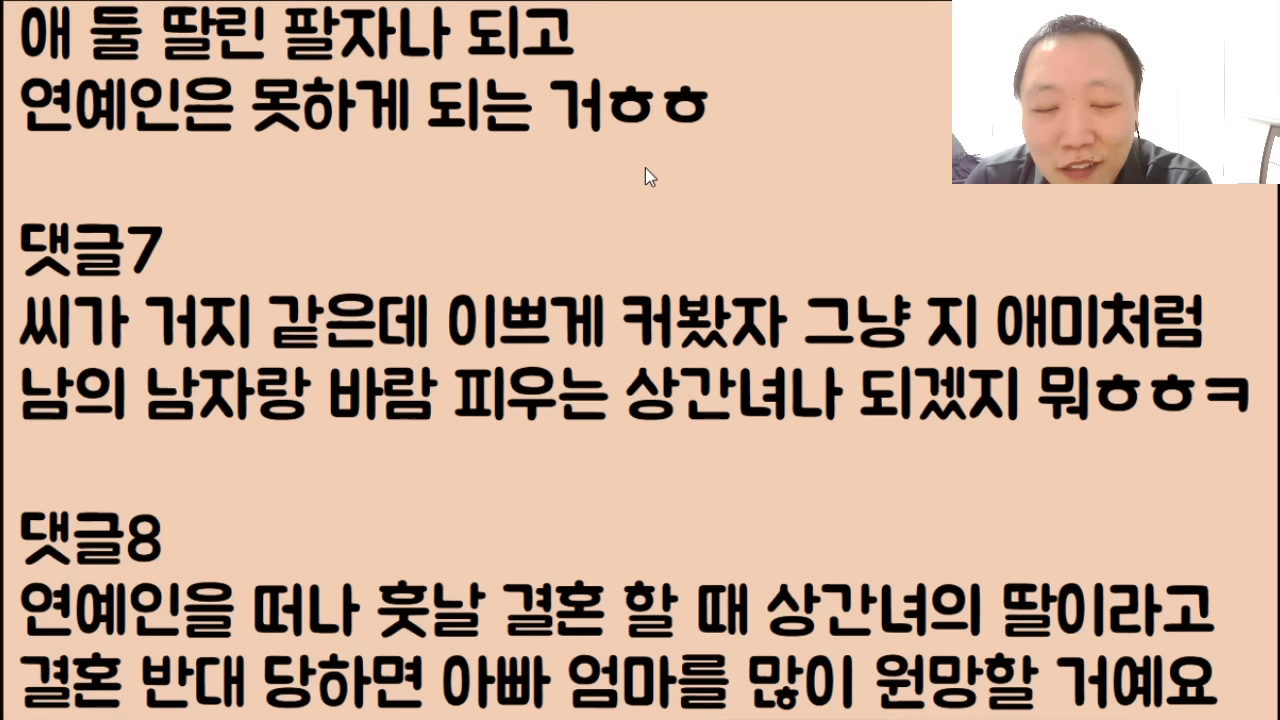 애 둘 딸린 팔자나 되고
연예인은 못하게 되는 거ㅎㅎ
댓글7
씨가 거지 같은데 이쁘게 커봤자 그냥 지 애미처럼
남의 남자랑 바람 피우는 상간녀나 되겠지 뭐ㅎㅎㅋ
댓글8
연예인을 떠나 훗날 결혼 할 때 상간녀의 딸이라고
결혼 반대 당하면 아빠 엄마를 많이 원망할 거예요